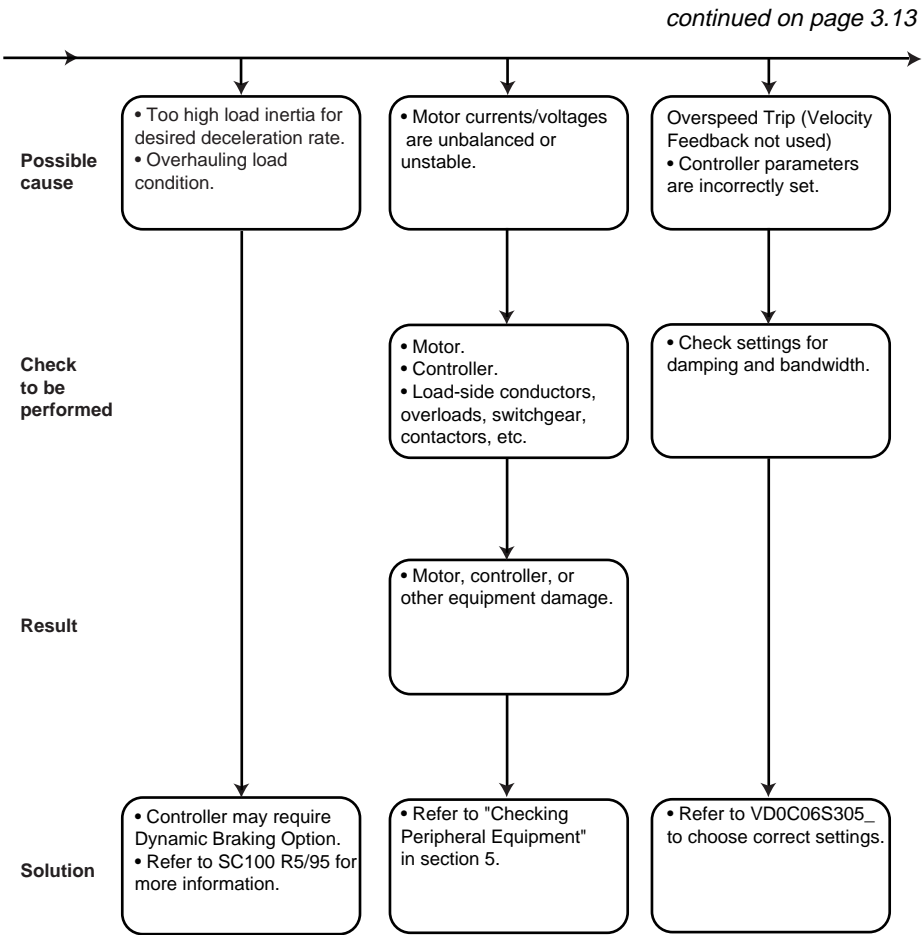 continued on page 3.13
Possible
cause
• Too high load inertia for
desired deceleration rate.
• Overhauling load
condition.
• Motor currents/voltages
are unbalanced or
unstable.
Overspeed Trip (Velocity
Feedback not used)
• Controller parameters
are incorrectly set.
Check
to be
performed
• Motor.
• Controller.
• Load-side conductors,
overloads, switchgear,
contactors, etc.
• Check settings for
damping and bandwidth.
Result
• Motor, controller, or
other equipment damage.
Solution
• Controller may require
Dynamic Braking Option.
• Refer to SC100 R5/95 for
more information.
• Refer to "Checking
Peripheral Equipment"
in section 5.
• Refer to VD0C06S305_
to choose correct settings.